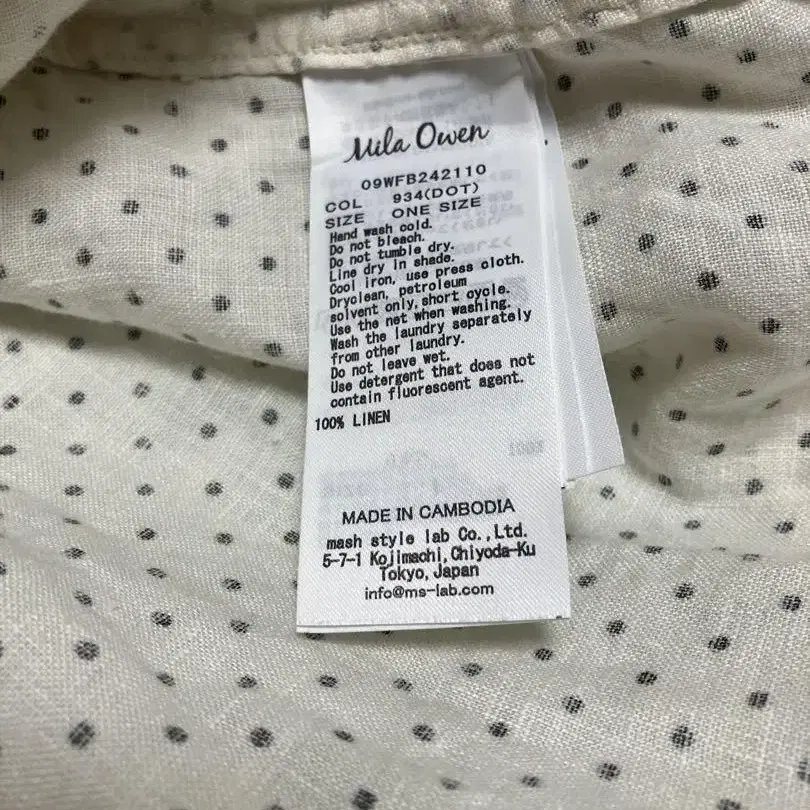 Mila Owen
09WFB242110
COL 934(DOT)
SIZE ONE SIZE
Hand wash cold.
Do not bleach.
Do not tumble dry.
Line dry in shade.
Cool iron, use press cloth.
Dryclean, petroleum
solvent only, short cycle.
Use the net when washing.
Wash the laundry separately
from other laundry.
Do not leave wet.
Use detergent that does not
contain fluorescent agent.
100% LINEN
MADE IN CAMBODIA
mash style lab Co.,Ltd.
5-7-1 Kojimachi,Chiyoda-Ku
Tokyo,Japan
info@ms-lab.com